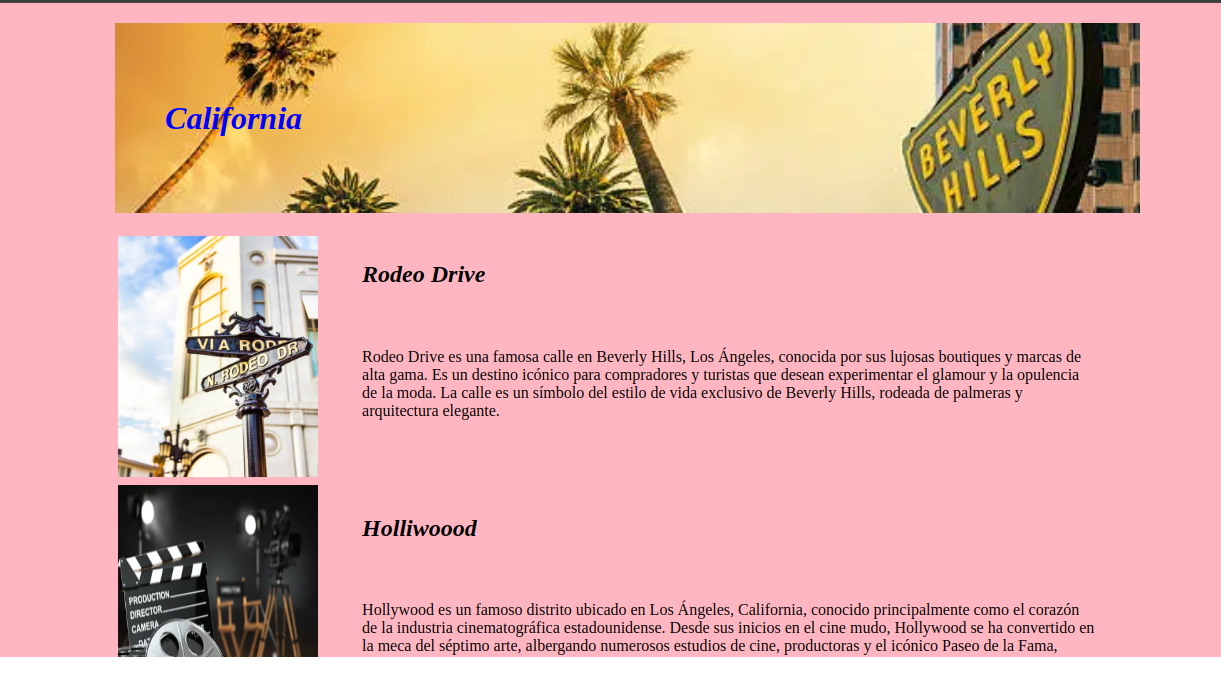 California
BEVERLY
HILLS
Rodeo Drive
VIA RODEO
N. RODEO DR
Rodeo Drive es una famosa calle en Beverly Hills, Los Ángeles, conocida por sus lujosas boutiques y marcas de
alta gama. Es un destino icónico para compradores y turistas que desean experimentar el glamour y la opulencia
de la moda. La calle es un símbolo del estilo de vida exclusivo de Beverly Hills, rodeada de palmeras y
arquitectura elegante.
Holliwoood
PRODUCTION
DIRECTOR
CAMERA
DIRECTOR
Hollywood es un famoso distrito ubicado en Los Ángeles, California, conocido principalmente como el corazón
de la industria cinematográfica estadounidense. Desde sus inicios en el cine mudo, Hollywood se ha convertido en
la meca del séptimo arte, albergando numerosos estudios de cine, productoras y el icónico Paseo de la Fama,